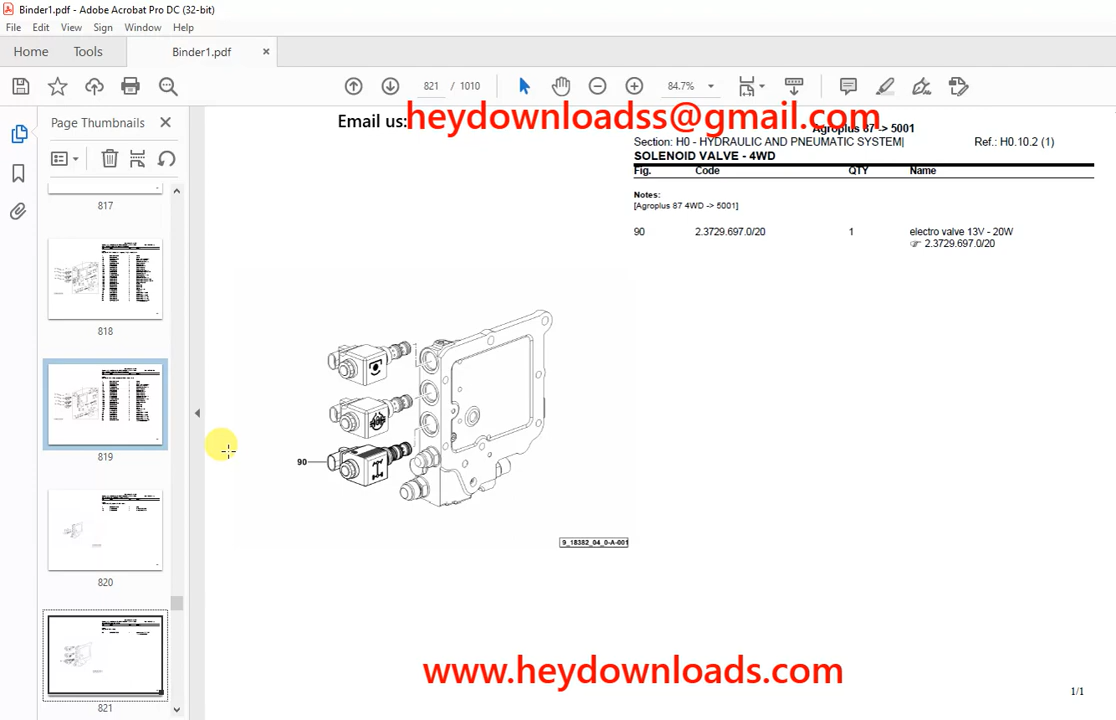 Binder1.pdf - Adobe Acrobat Pro DC (32-bit)
File Edit View Sign Window Help
Home Tools Binder1.pdf ×
821 / 1010 84.7%
Page Thumbnails
817
818
819
820
821
Email us: heydownloadss@gmail.com
Agroplus 87 -> 5001
Section: H0 - HYDRAULIC AND PNEUMATIC SYSTEM| Ref.: H0.10.2 (1)
SOLENOID VALVE - 4WD
Fig. Code QTY Name
Notes:
[Agroplus 87 4WD -> 5001]
90 2.3729.697.0/20 1 electro valve 13V - 20W
☞ 2.3729.697.0/20
90
9_18382_04_0-A-001
www.heydownloads.com
1/1